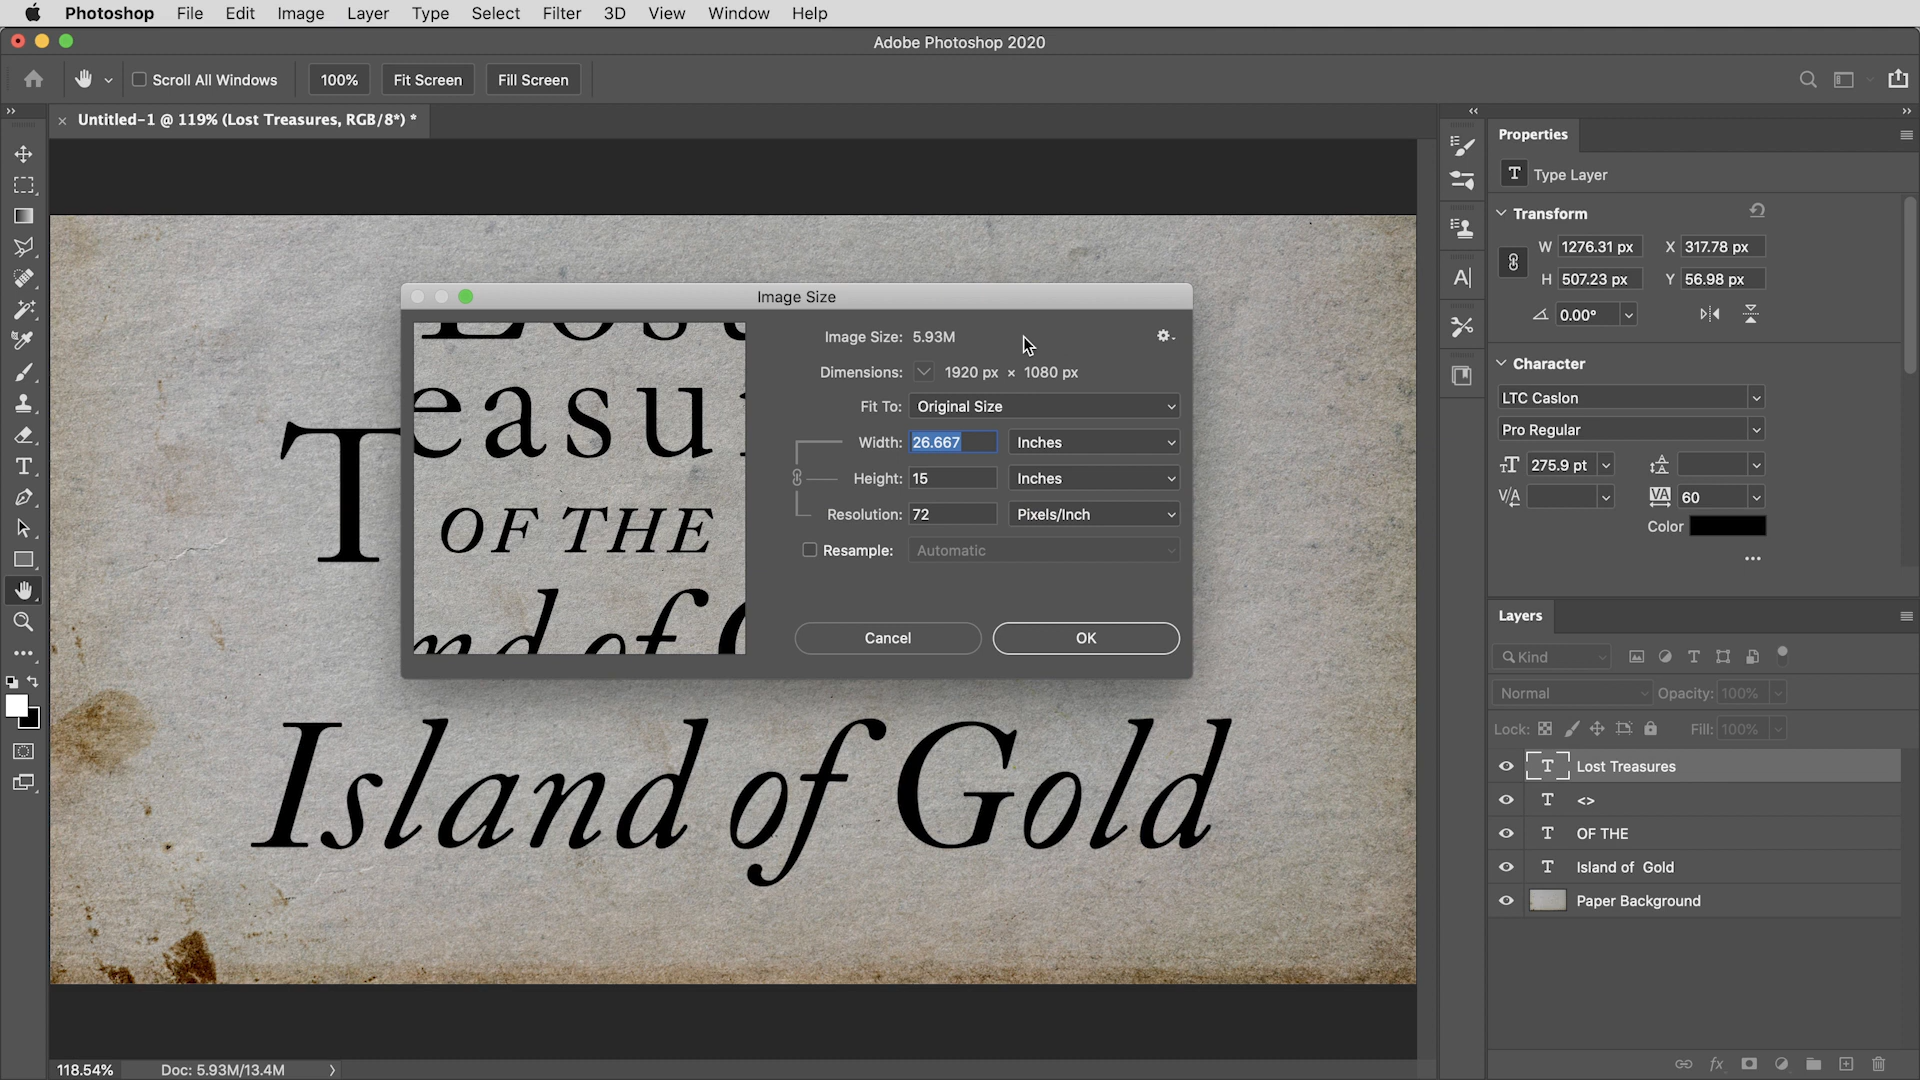 Photoshop File Edit Image Layer Type Select Filter 3D View Window Help
Adobe Photoshop 2020
Scroll All Windows 100% Fit Screen Fill Screen
× Untitled-1 @ 119% (Lost Treasures, RGB/8*) *
T
Island of Gold
Image Size
easu
OF THE
nd of
Image Size: 5.93M
Dimensions: 1920 px × 1080 px
Fit To: Original Size
Width: 26.667 Inches
Height: 15 Inches
Resolution: 72 Pixels/Inch
Resample: Automatic
Cancel OK
Properties
T Type Layer
Transform
W 1276.31 px X 317.78 px
H 507.23 px Y 56.98 px
0.00°
Character
LTC Caslon
Pro Regular
275.9 pt
V/A VA 60
Color
Layers
Kind T
Normal Opacity: 100%
Lock: Fill: 100%
T Lost Treasures
T <>
T OF THE
T Island of Gold
Paper Background
fx
118.54% Doc: 5.93M/13.4M